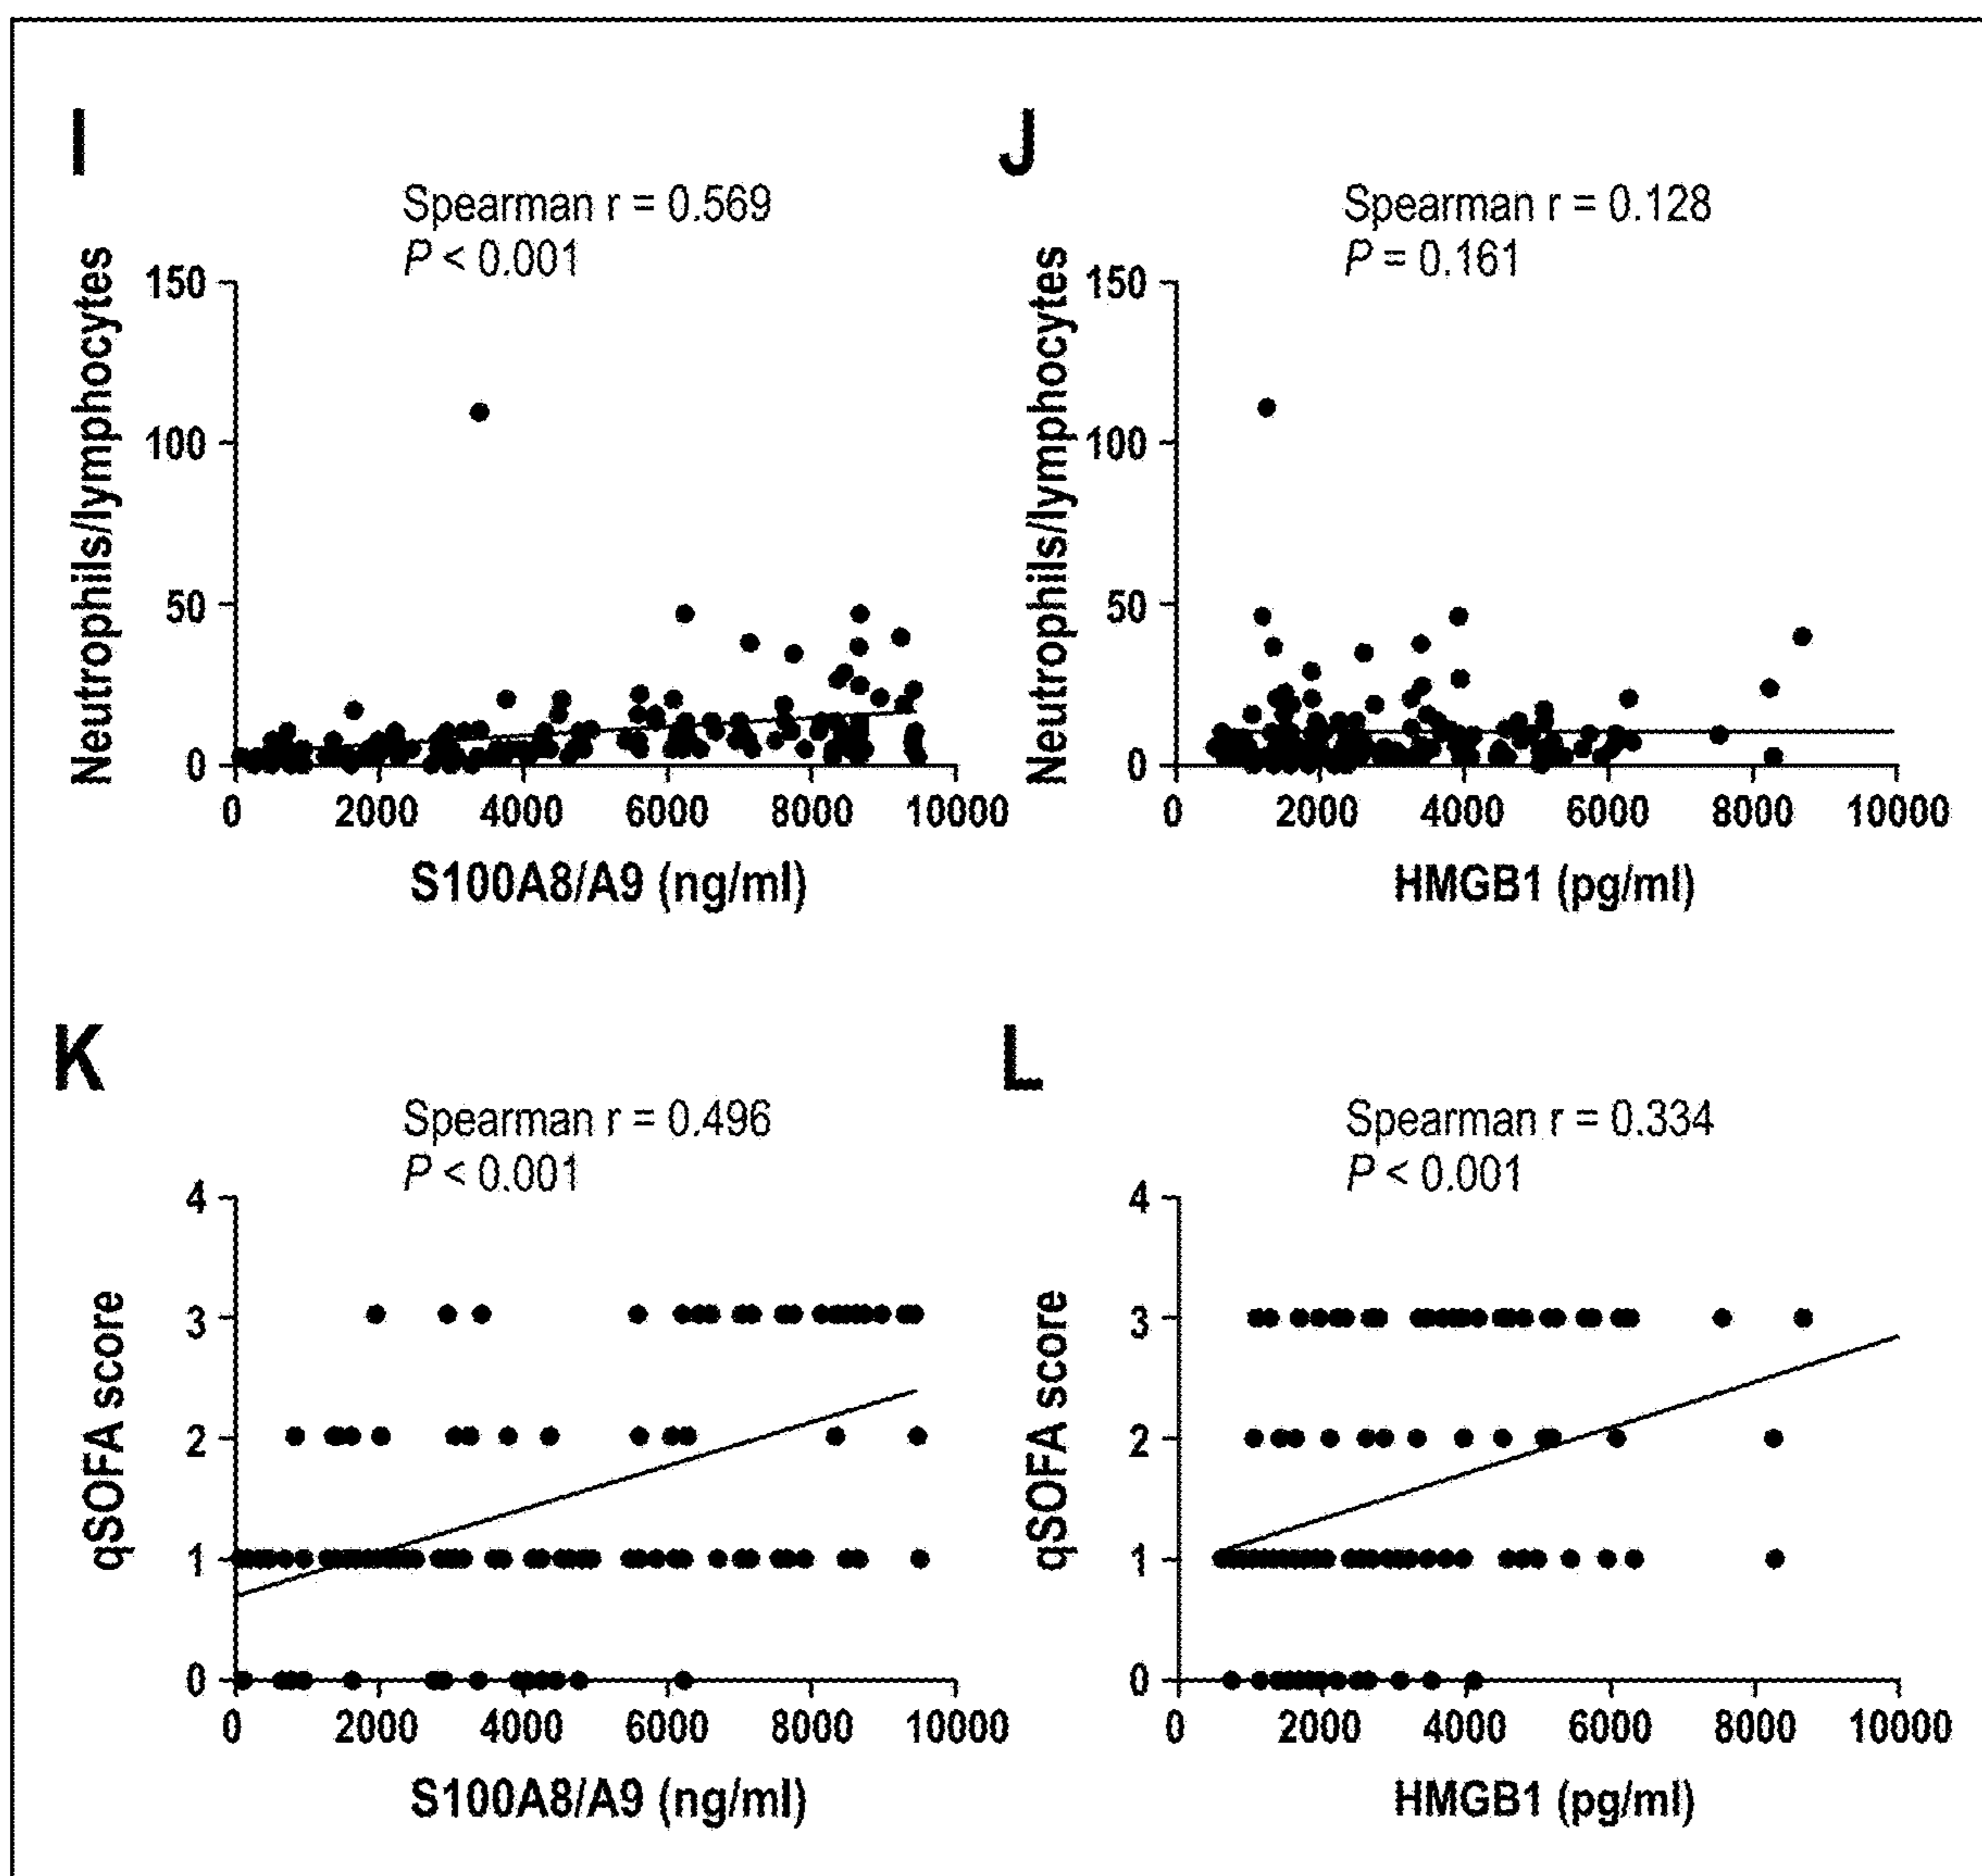 I
Spearman r = 0.569
P < 0.001
Neutrophils/lymphocytes
150
100
50
0
0 2000 4000 6000 8000 10000
S100A8/A9 (ng/ml)
J
Spearman r = 0.128
P = 0.161
Neutrophils/lymphocytes
150
100
50
0
0 2000 4000 6000 8000 10000
HMGB1 (pg/ml)
K
Spearman r = 0.496
P < 0.001
qSOFA score
4
3
2
1
0
0 2000 4000 6000 8000 10000
S100A8/A9 (ng/ml)
L
Spearman r = 0.334
P < 0.001
qSOFA score
4
3
2
1
0
0 2000 4000 6000 8000 10000
HMGB1 (pg/ml)